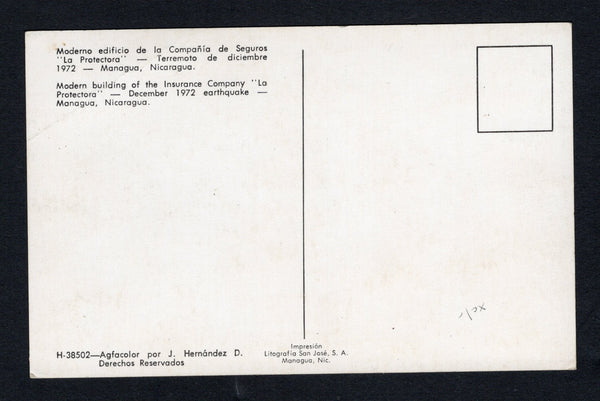 Moderno edificio de la Compañía de Seguros
"La Protectora" — Terremoto de diciembre
1972 — Managua, Nicaragua.
Modern building of the Insurance Company "La
Protectora" — December 1972 earthquake —
Managua, Nicaragua.
H-38502—Agfacolor por J. Hernández D.
Derechos Reservados
Impresión
Litografía San José, S. A.
Managua, Nic.